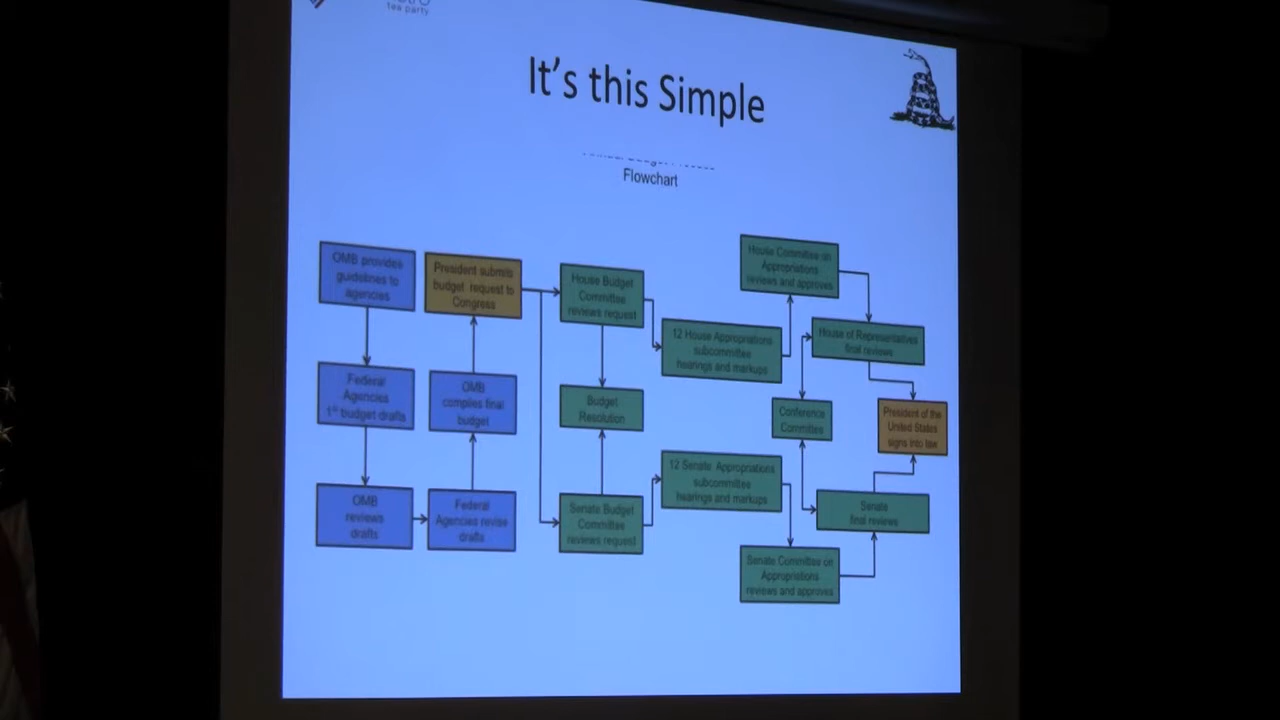 tea party
It's this Simple
Flowchart
OMB provides
guidelines to
agencies
Federal
Agencies
1st budget drafts
OMB
reviews
drafts
Federal
Agencies revise
drafts
OMB
compiles final
budget
President submits
budget request to
Congress
House Budget
Committee
reviews request
Budget
Resolution
Senate Budget
Committee
reviews request
12 House Appropriations
subcommittee
hearings and markups
12 Senate Appropriations
subcommittee
hearings and markups
House Committee on
Appropriations
reviews and approves
House of Representatives
final reviews
Conference
Committee
Senate
final reviews
Senate Committee on
Appropriations
reviews and approves
President of the
United States
signs into law